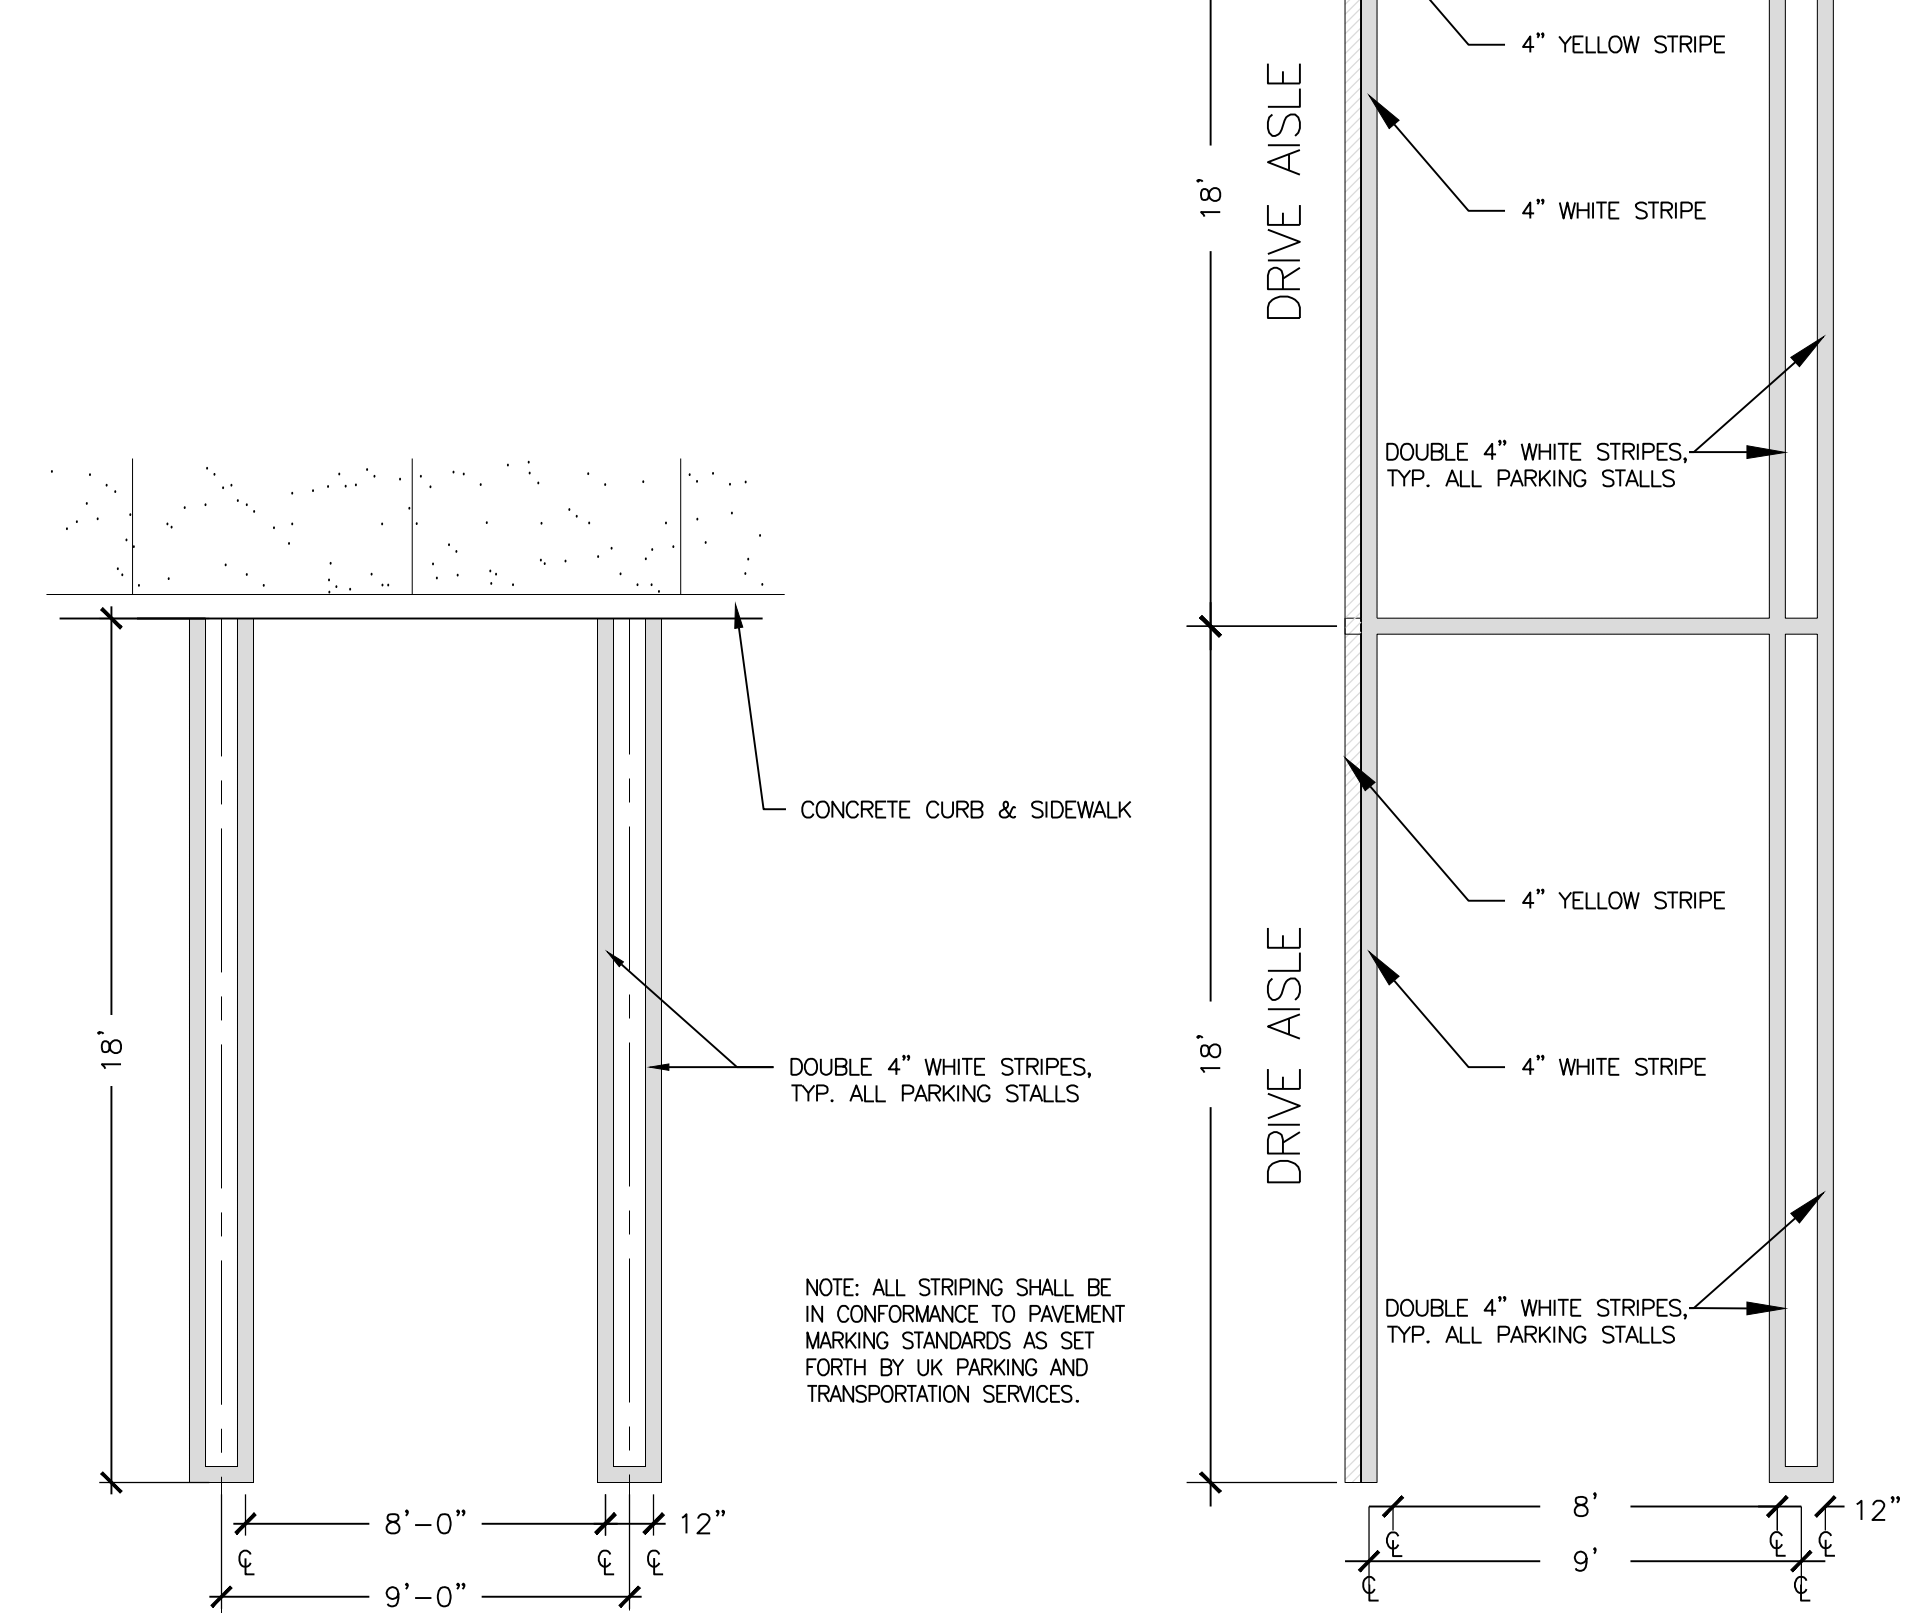 4" YELLOW STRIPE
DRIVE AISLE
18'
4" WHITE STRIPE
DOUBLE 4" WHITE STRIPES,
TYP. ALL PARKING STALLS
CONCRETE CURB & SIDEWALK
4" YELLOW STRIPE
DRIVE AISLE
18'
18'
4" WHITE STRIPE
DOUBLE 4" WHITE STRIPES,
TYP. ALL PARKING STALLS
NOTE: ALL STRIPING SHALL BE
IN CONFORMANCE TO PAVEMENT
MARKING STANDARDS AS SET
FORTH BY UK PARKING AND
TRANSPORTATION SERVICES.
DOUBLE 4" WHITE STRIPES,
TYP. ALL PARKING STALLS
8'-0" 12"
℄ ℄ ℄
9'-0"
8' 12"
℄ ℄ ℄
9'
℄ ℄